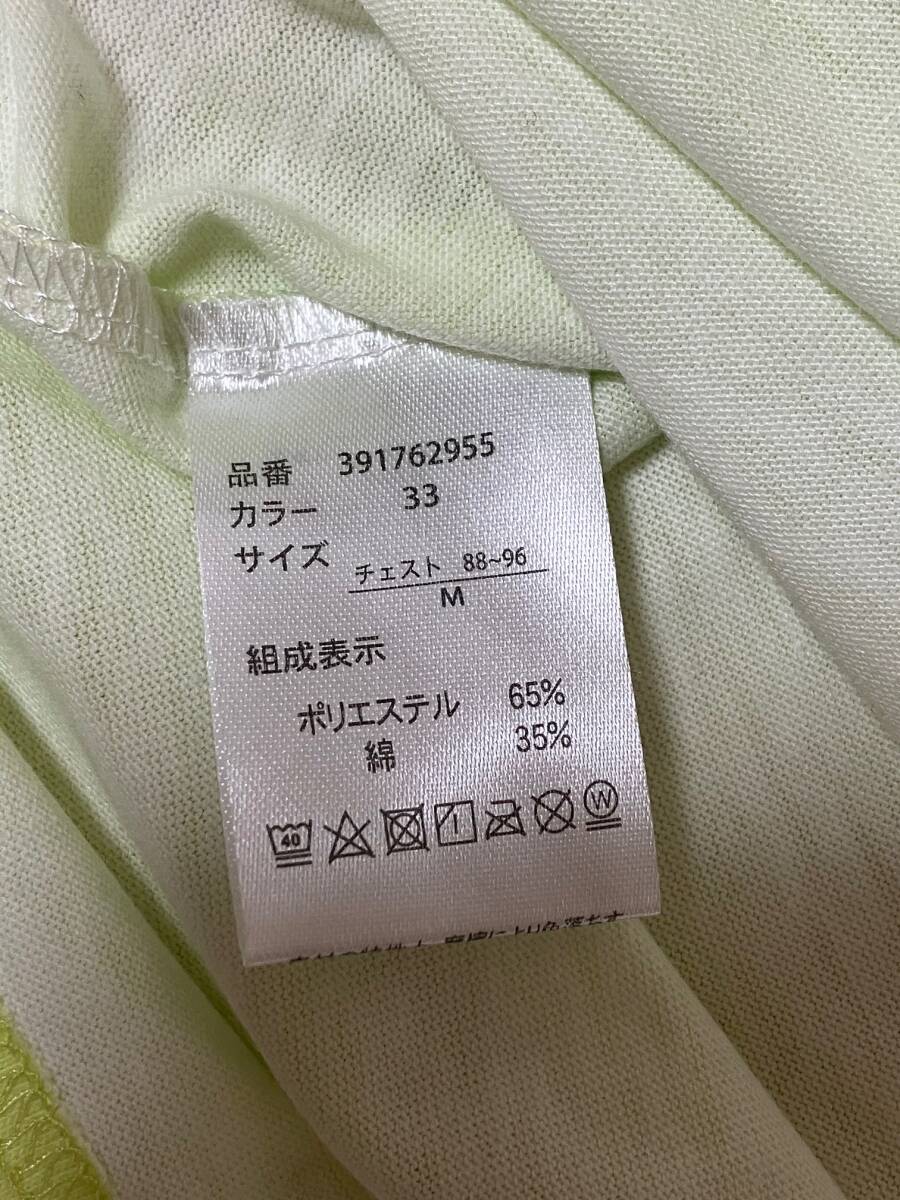 品番 391762955
カラー 33
サイズ チェスト 88~96
M
組成表示
ポリエステル 65%
綿 35%
40 W